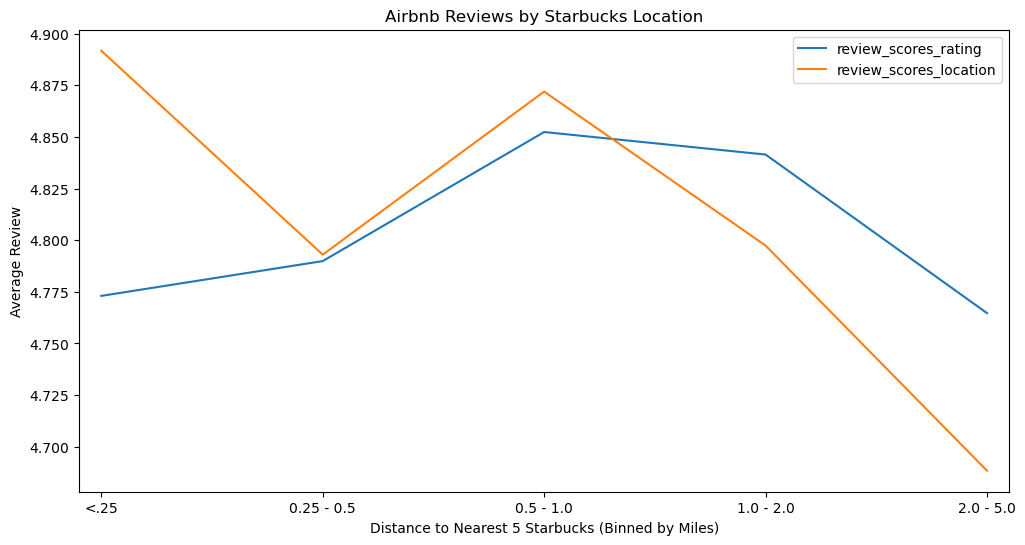 Airbnb Reviews by Starbucks Location
review_scores_rating
review_scores_location
4.900
4.875
4.850
4.825
4.800
4.775
4.750
4.725
4.700
Average Review
<.25
0.25 - 0.5
0.5 - 1.0
1.0 - 2.0
2.0 - 5.0
Distance to Nearest 5 Starbucks (Binned by Miles)